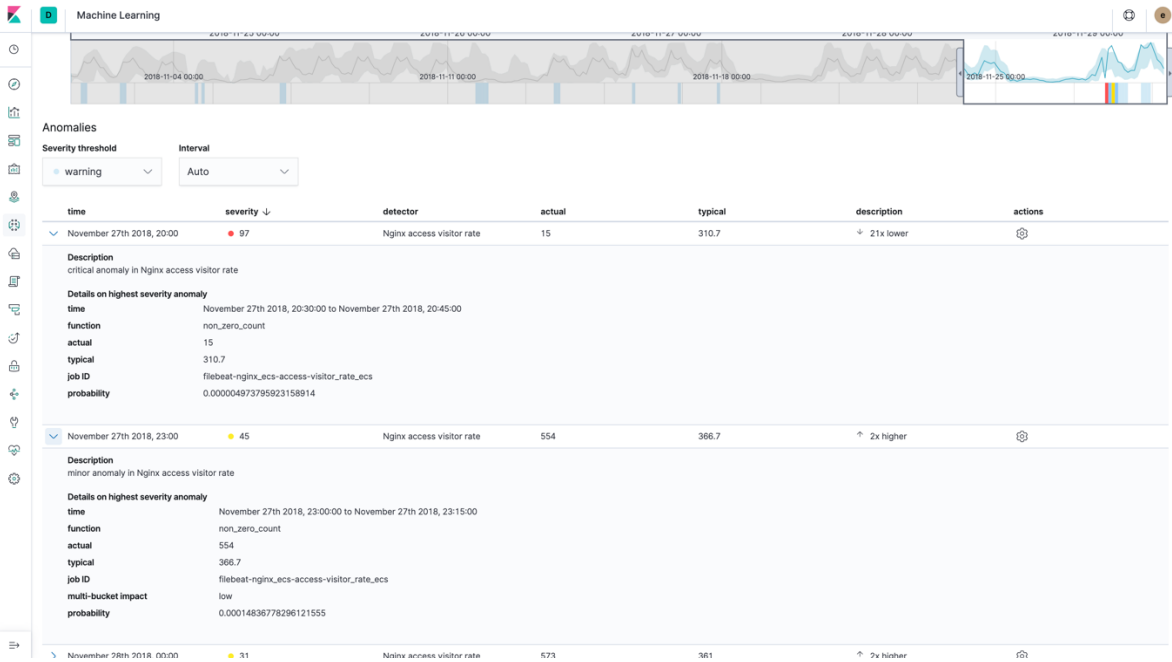 D Machine Learning e
2018-11-25 00:00 2018-11-26 00:00 2018-11-27 00:00 2018-11-28 00:00 2018-11-29 00:00
2018-11-04 00:00 2018-11-11 00:00 2018-11-18 00:00 2018-11-25 00:00
Anomalies
Severity threshold Interval
warning Auto
time severity detector actual typical description actions
November 27th 2018, 20:00 97 Nginx access visitor rate 15 310.7 21x lower
Description
critical anomaly in Nginx access visitor rate
Details on highest severity anomaly
time November 27th 2018, 20:30:00 to November 27th 2018, 20:45:00
function non_zero_count
actual 15
typical 310.7
job ID filebeat-nginx_ecs-access-visitor_rate_ecs
probability 0.000004973795923158914
November 27th 2018, 23:00 45 Nginx access visitor rate 554 366.7 2x higher
Description
minor anomaly in Nginx access visitor rate
Details on highest severity anomaly
time November 27th 2018, 23:00:00 to November 27th 2018, 23:15:00
function non_zero_count
actual 554
typical 366.7
job ID filebeat-nginx_ecs-access-visitor_rate_ecs
multi-bucket impact low
probability 0.00014836778296121555
November 28th 2018, 00:00 31 Nginx access visitor rate 573 361 2x higher